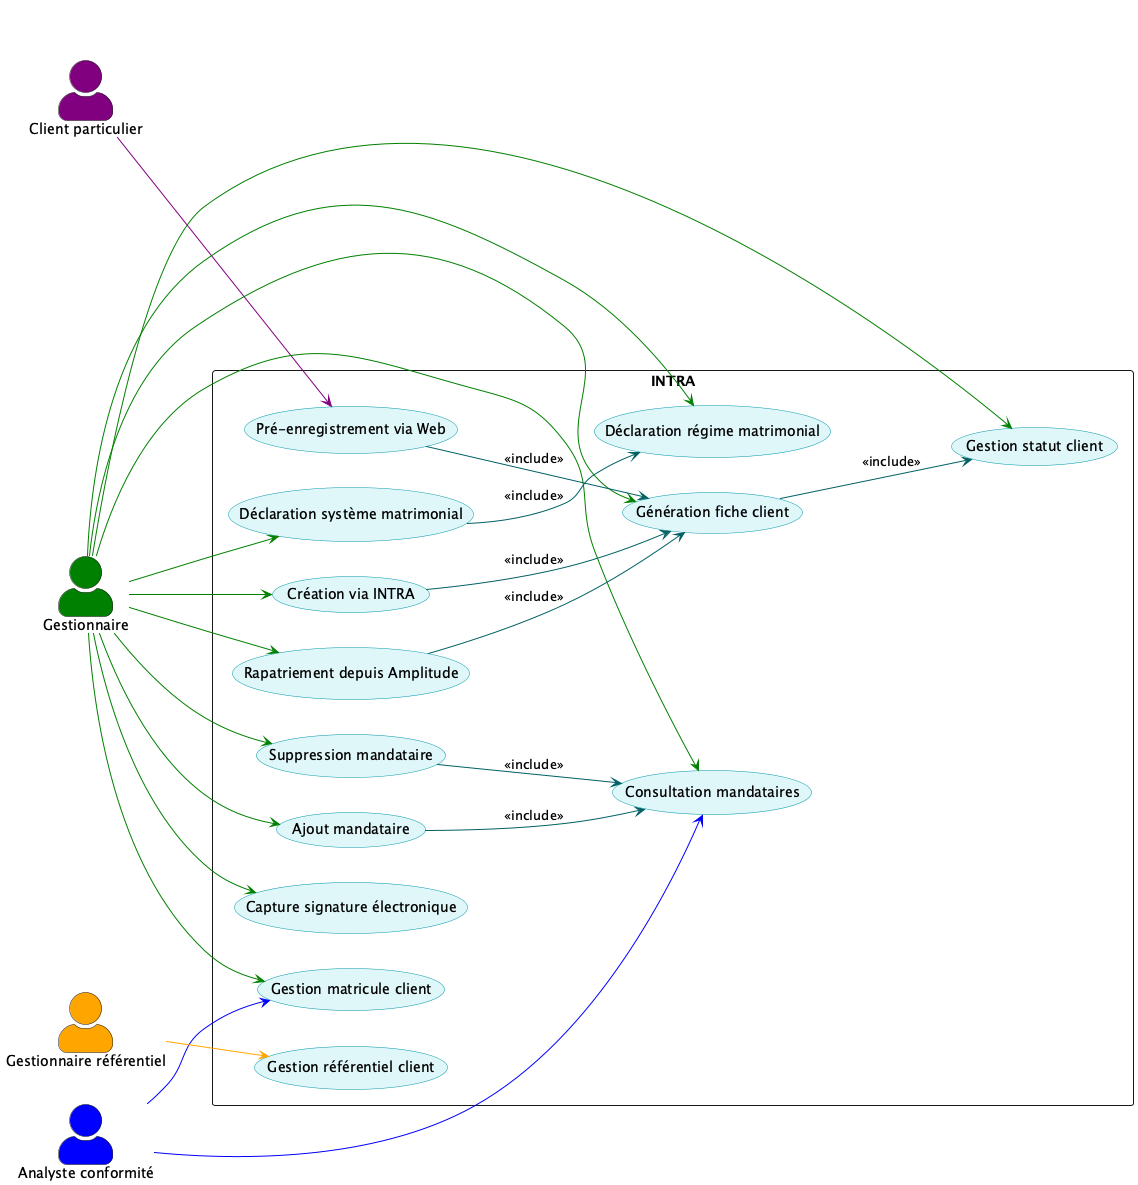 Client particulier
INTRA
Pré-enregistrement via Web
Déclaration régime matrimonial
Gestion statut client
«include»
«include»
«include»
Déclaration système matrimonial
Génération fiche client
«include»
Création via INTRA
«include»
Gestionnaire
Rapatriement depuis Amplitude
Suppression mandataire
«include»
Consultation mandataires
«include»
Ajout mandataire
Capture signature électronique
Gestion matricule client
Gestionnaire référentiel
Gestion référentiel client
Analyste conformité